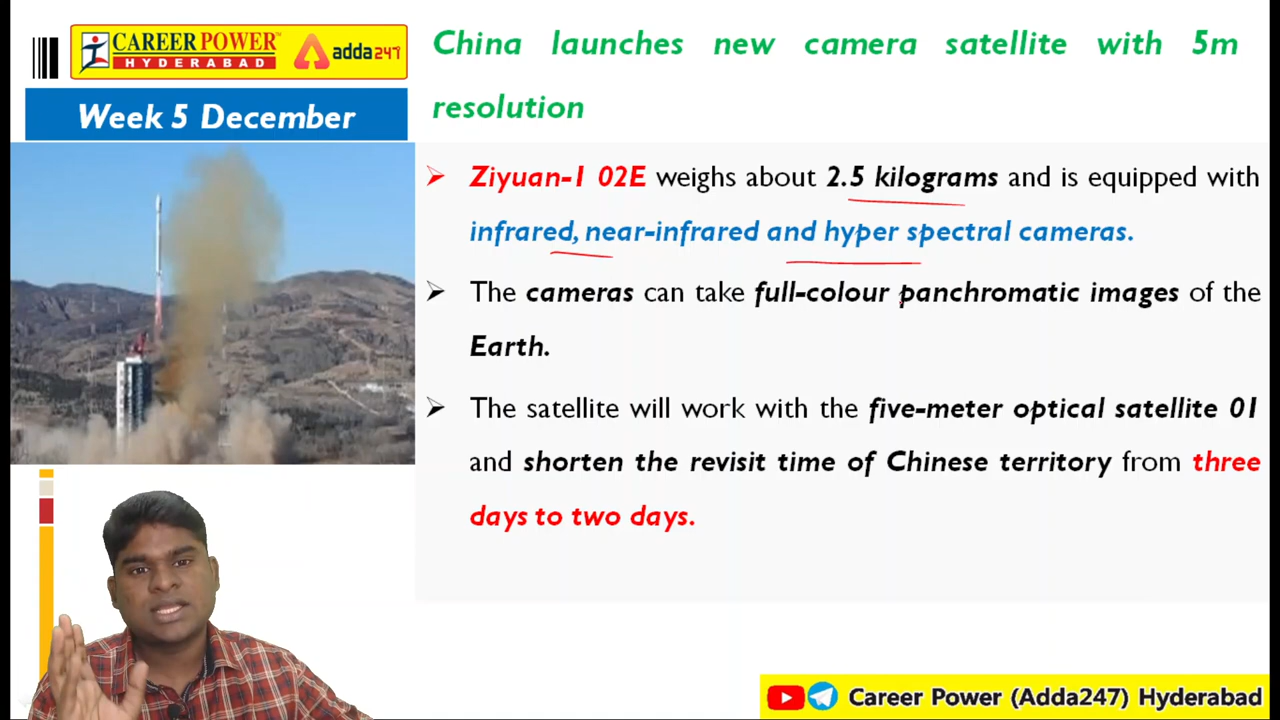 CAREER POWER
HYDERABAD
adda247
Week 5 December
China launches new camera satellite with 5m
resolution
Ziyuan-1 02E weighs about 2.5 kilograms and is equipped with
infrared, near-infrared and hyper spectral cameras.
The cameras can take full-colour panchromatic images of the
Earth.
The satellite will work with the five-meter optical satellite 01
and shorten the revisit time of Chinese territory from three
days to two days.
Career Power (Adda247) Hyderabad